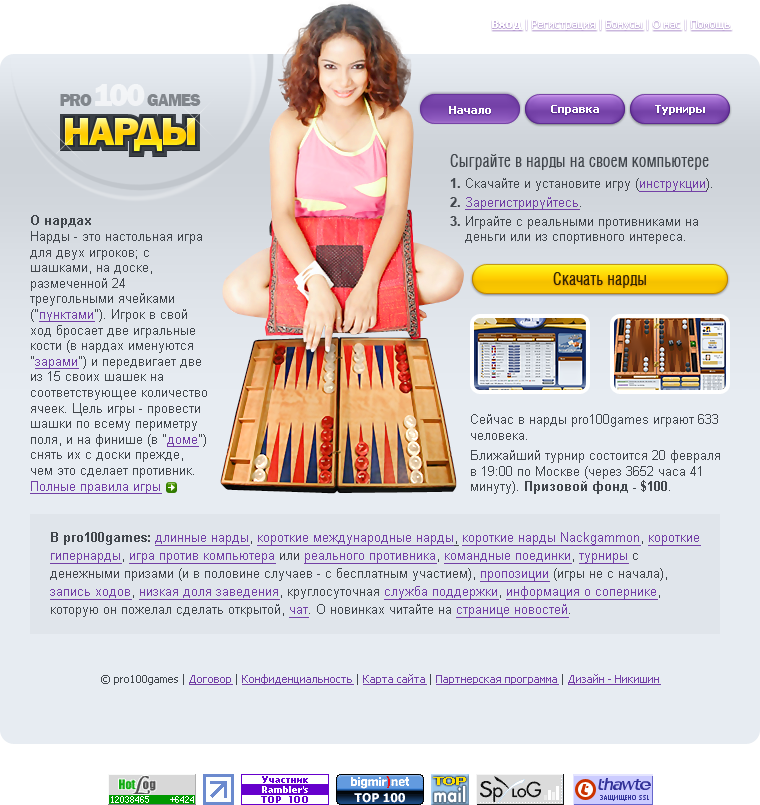 Вход | Регистрация | Бонусы | О нас | Помощь
PRO 100 GAMES
НАРДЫ
Начало
Справка
Турниры
Сыграйте в нарды на своем компьютере
1. Скачайте и установите игру (инструкции).
2. Зарегистрируйтесь.
3. Играйте с реальными противниками на
деньги или из спортивного интереса.
Скачать нарды
О нардах
Нарды - это настольная игра
для двух игроков; с
шашками, на доске,
размеченной 24
треугольными ячейками
("пунктами"). Игрок в свой
ход бросает две игральные
кости (в нардах именуются
"зарами") и передвигает две
из 15 своих шашек на
соответствующее количество
ячеек. Цель игры - провести
шашки по всему периметру
поля, и на финише (в "доме")
снять их с доски прежде,
чем это сделает противник.
Полные правила игры
Сейчас в нарды pro100games играют 633
человека.
Ближайший турнир состоится 20 февраля
в 19:00 по Москве (через 3652 часа 41
минуту). Призовой фонд - $100.
В pro100games: длинные нарды, короткие международные нарды, короткие нарды Nackgammon, короткие
гипернарды, игра против компьютера или реального противника, командные поединки, турниры с
денежными призами (и в половине случаев - с бесплатным участием), пропозиции (игры не с начала),
запись ходов, низкая доля заведения, круглосуточная служба поддержки, информация о сопернике,
которую он пожелал сделать открытой, чат. О новинках читайте на странице новостей.
© pro100games | Договор | Конфиденциальность | Карта сайта | Партнерская программа | Дизайн - Никишин
HotLog
12038465 +6424
Участник
Rambler's
TOP 100
bigmir)net
TOP 100
TOP
mail
SpyLOG
thawte
ЗАЩИЩЕНО SSL